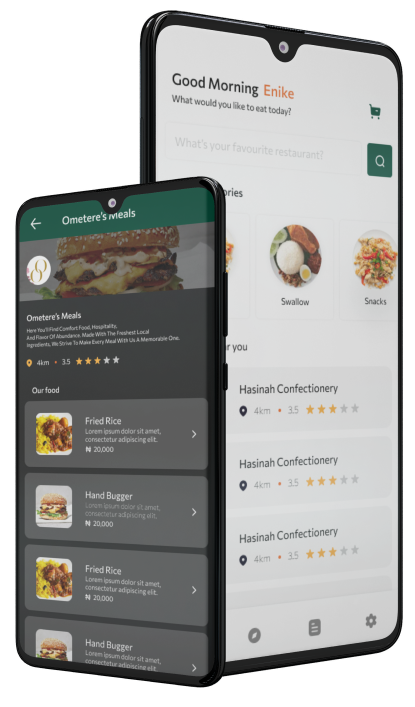 Good Morning Enike
What would you like to eat today?
What's your favourite restaurant?
ories
Swallow
Snacks
r you
Hasinah Confectionery
4km • 3.5
Hasinah Confectionery
4km • 3.5
Hasinah Confectionery
4km • 3.5
Ometere's Meals
Ometere's Meals
Here You'll Find Comfort Food, Hospitality,
And Flavor Of Abundance. Made With The Freshest Local
Ingredients, We Strive To Make Every Meal With Us A Memorable One.
4km • 3.5
Our food
Fried Rice
Lorem ipsum dolor sit amet,
consectetur adipiscing elit.
₦ 20,000
Hand Bugger
Lorem ipsum dolor sit amet,
consectetur adipiscing elit.
₦ 20,000
Fried Rice
Lorem ipsum dolor sit amet,
consectetur adipiscing elit.
₦ 20,000
Hand Bugger
Lorem ipsum dolor sit amet,
consectetur adipiscing elit.